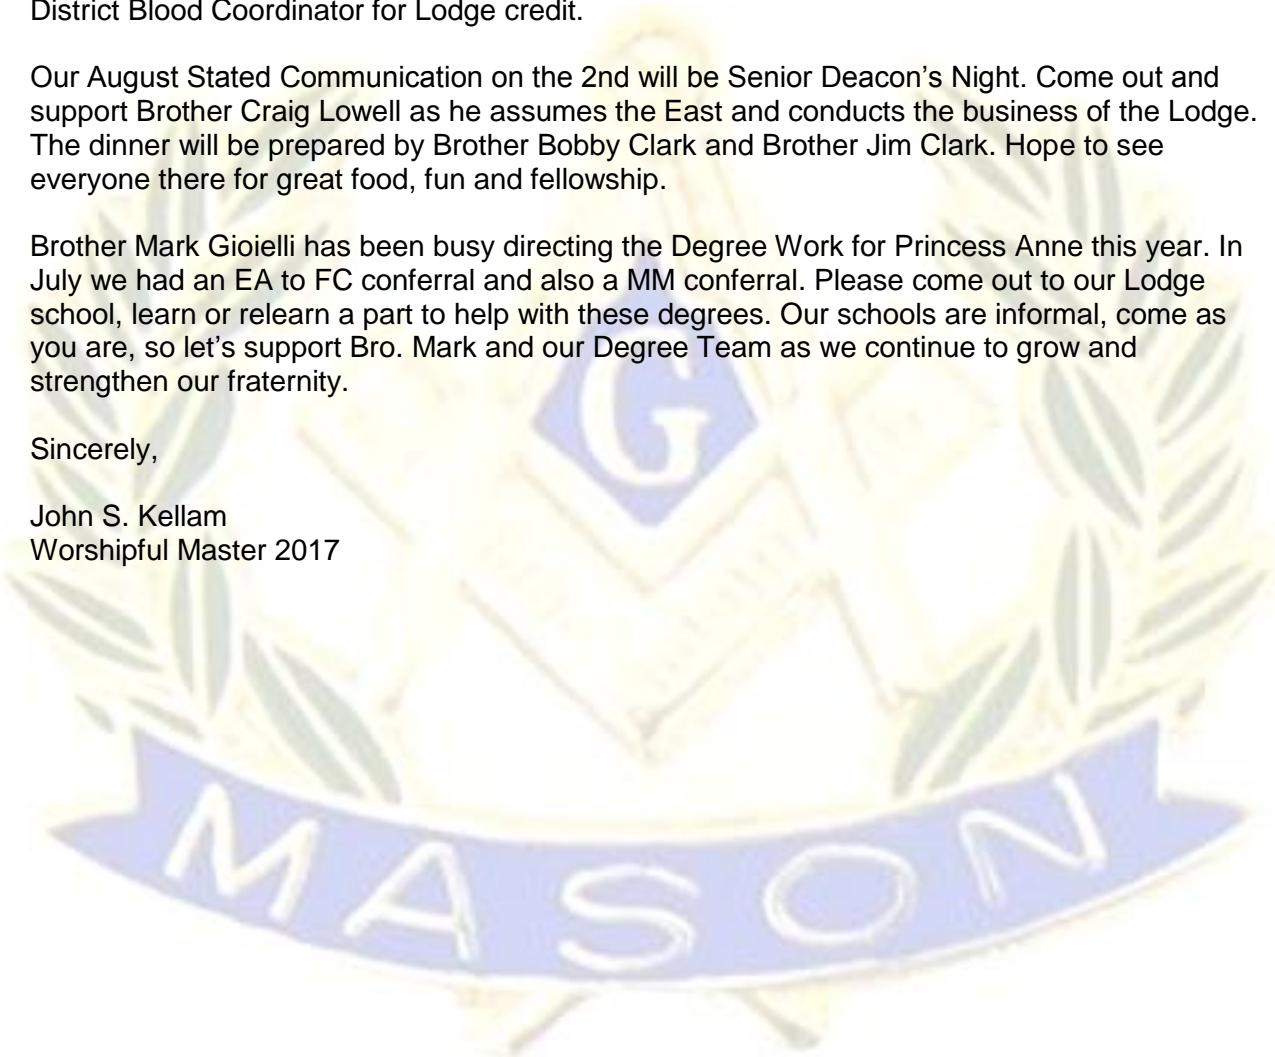 District Blood Coordinator for Lodge credit.
Our August Stated Communication on the 2nd will be Senior Deacon’s Night. Come out and
support Brother Craig Lowell as he assumes the East and conducts the business of the Lodge.
The dinner will be prepared by Brother Bobby Clark and Brother Jim Clark. Hope to see
everyone there for great food, fun and fellowship.
Brother Mark Gioielli has been busy directing the Degree Work for Princess Anne this year. In
July we had an EA to FC conferral and also a MM conferral. Please come out to our Lodge
school, learn or relearn a part to help with these degrees. Our schools are informal, come as
you are, so let’s support Bro. Mark and our Degree Team as we continue to grow and
strengthen our fraternity.
G
Sincerely,
John S. Kellam
Worshipful Master 2017
MASON